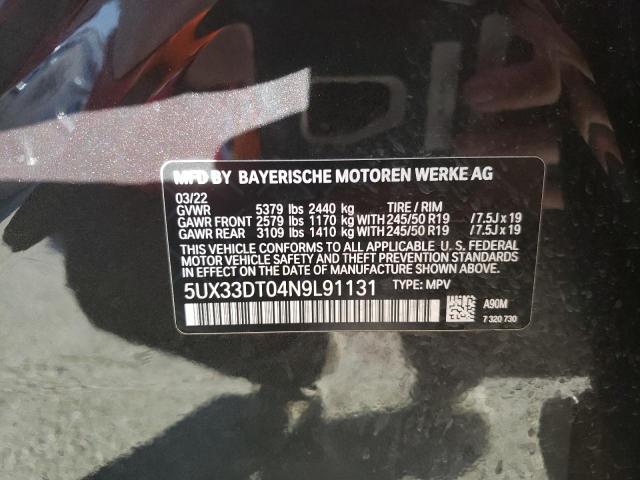 MFD BY BAYERISCHE MOTOREN WERKE AG
03/22
GVWR 5379 lbs 2440 kg TIRE / RIM
GAWR FRONT 2579 lbs 1170 kg WITH 245/50 R19 /7.5J x 19
GAWR REAR 3109 lbs 1410 kg WITH 245/50 R19 /7.5J x 19
THIS VEHICLE CONFORMS TO ALL APPLICABLE U. S. FEDERAL
MOTOR VEHICLE SAFETY AND THEFT PREVENTION STANDARDS
IN EFFECT ON THE DATE OF MANUFACTURE SHOWN ABOVE.
5UX33DT04N9L91131 TYPE: MPV
A90M
7 320 730